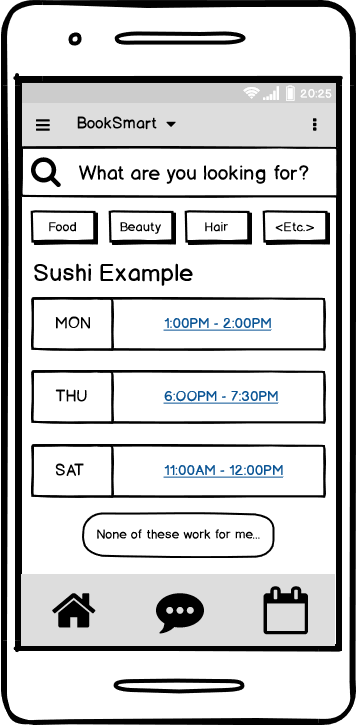 20:25
BookSmart
What are you looking for?
Food Beauty Hair <Etc.>
Sushi Example
MON 1:00PM - 2:00PM
THU 6:00PM - 7:30PM
SAT 11:00AM - 12:00PM
None of these work for me...